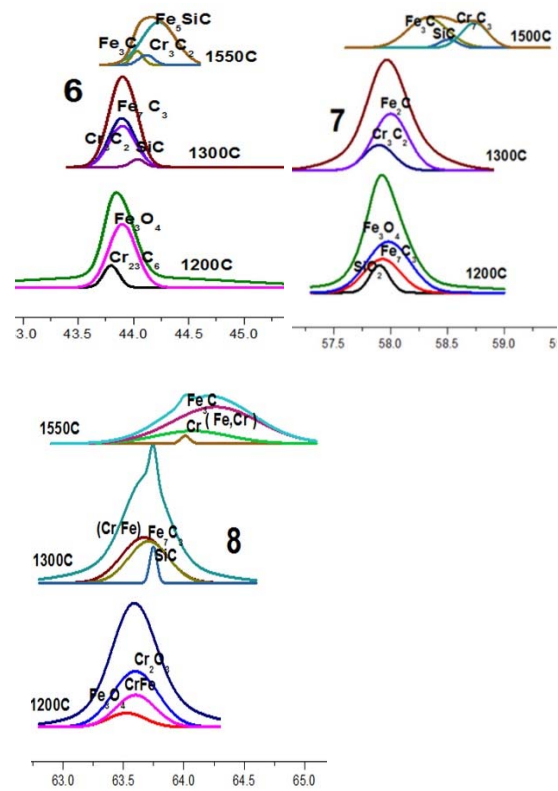 Fe₅SiC
Fe₃C
Cr₃C₂
1550C
6
Fe₇C₃
Cr₃C₂
SiC
1300C
Fe₃O₄
Cr₂₃C₆
1200C
3.0 43.5 44.0 44.5 45.0
Fe₃C
Cr₇C₃
SiC
1500C
7
Fe₂C
Cr₃C₂
1300C
Fe₃O₄
Fe₇C₃
SiO₂
1200C
57.5 58.0 58.5 59.0 5
Fe₃C
(Fe,Cr)
Cr
1550C
(Cr Fe)
Fe₇C₃
SiC
8
1300C
Cr₂O₃
Fe₃O₄
CrFe
1200C
63.0 63.5 64.0 64.5 65.0